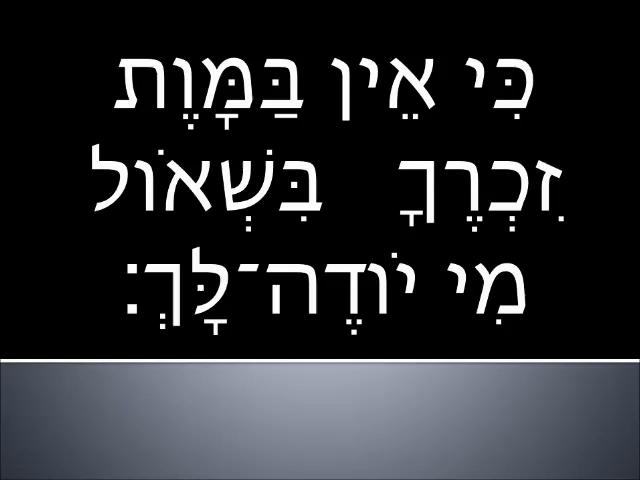 כִּי אֵין בַּמָּוֶת
זִכְרֶךָ בִּשְׁאוֹל
מִי יוֹדֶה־לָּךְ׃